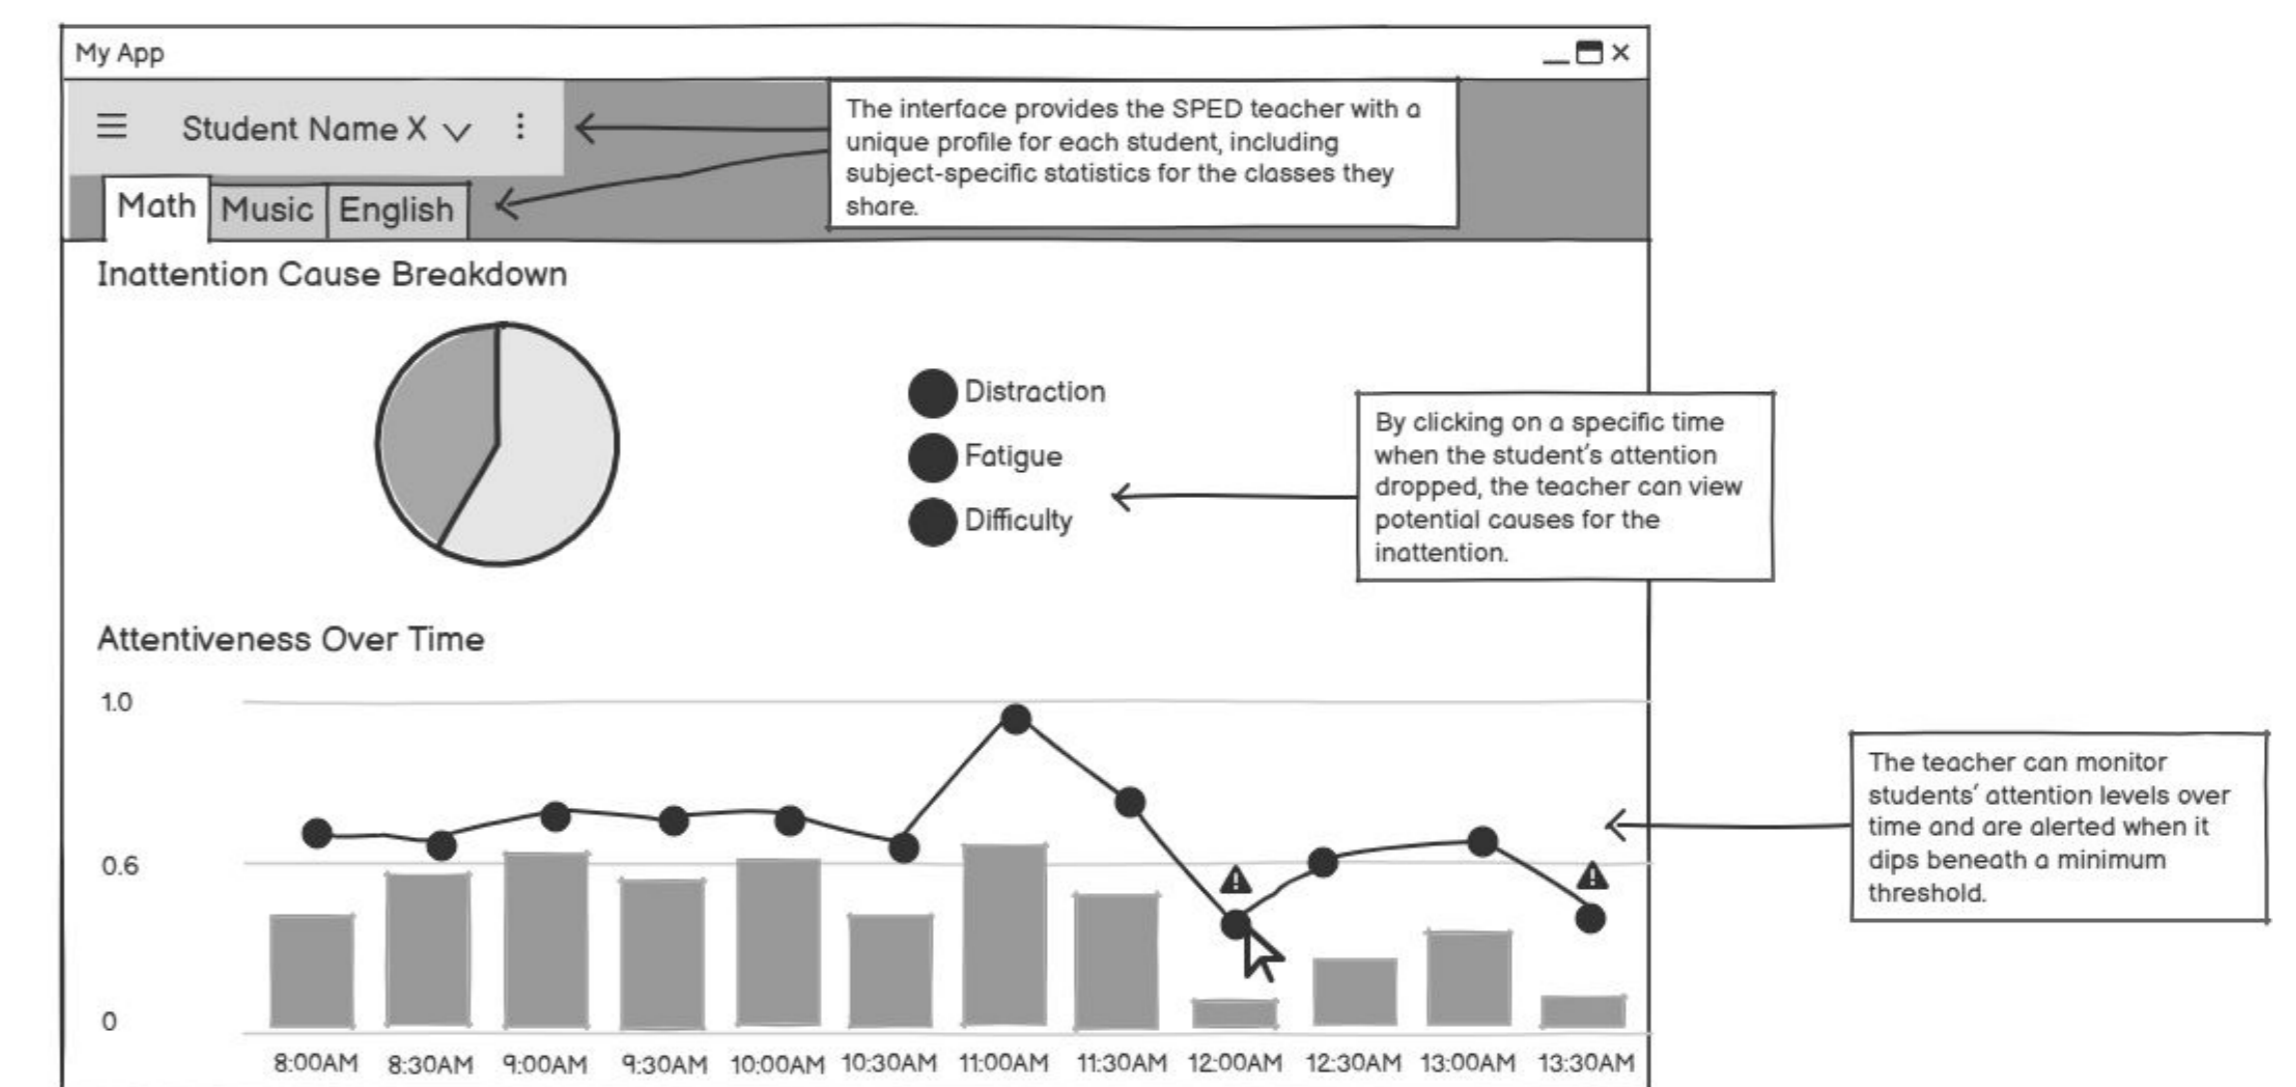 My App
Student Name X
The interface provides the SPED teacher with a
unique profile for each student, including
subject-specific statistics for the classes they
share.
Math
Music
English
Inattention Cause Breakdown
Distraction
Fatigue
Difficulty
By clicking on a specific time
when the student's attention
dropped, the teacher can view
potential causes for the
inattention.
Attentiveness Over Time
1.0
0.6
0
The teacher can monitor
students' attention levels over
time and are alerted when it
dips beneath a minimum
threshold.
8:00AM 8:30AM 9:00AM 9:30AM 10:00AM 10:30AM 11:00AM 11:30AM 12:00AM 12:30AM 13:00AM 13:30AM